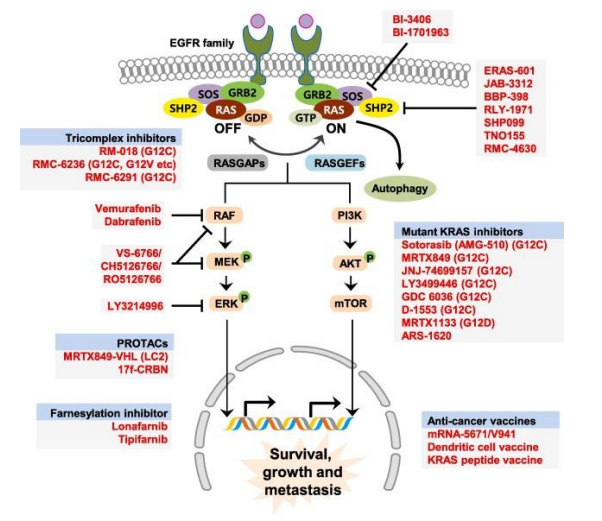 BI-3406
BI-1701963
EGFR family
ERAS-601
JAB-3312
BBP-398
RLY-1971
SHP099
TNO155
RMC-4630
SOS
GRB2
SHP2
RAS
GDP
OFF
GRB2
SOS
GTP
RAS
SHP2
ON
Tricomplex inhibitors
RM-018 (G12C)
RMC-6236 (G12C, G12V etc)
RMC-6291 (G12C)
RASGAPs
RASGEFs
Autophagy
Vemurafenib
Dabrafenib
RAF
PI3K
VS-6766/
CH5126766/
RO5126766
MEK
P
AKT
P
LY3214996
ERK
P
mTOR
Mutant KRAS inhibitors
Sotorasib (AMG-510) (G12C)
MRTX849 (G12C)
JNJ-74699157 (G12C)
LY3499446 (G12C)
GDC 6036 (G12C)
D-1553 (G12C)
MRTX1133 (G12D)
ARS-1620
PROTACs
MRTX849-VHL (LC2)
17f-CRBN
Farnesylation inhibitor
Lonafarnib
Tipifarnib
Anti-cancer vaccines
mRNA-5671/V941
Dendritic cell vaccine
KRAS peptide vaccine
Survival,
growth and
metastasis